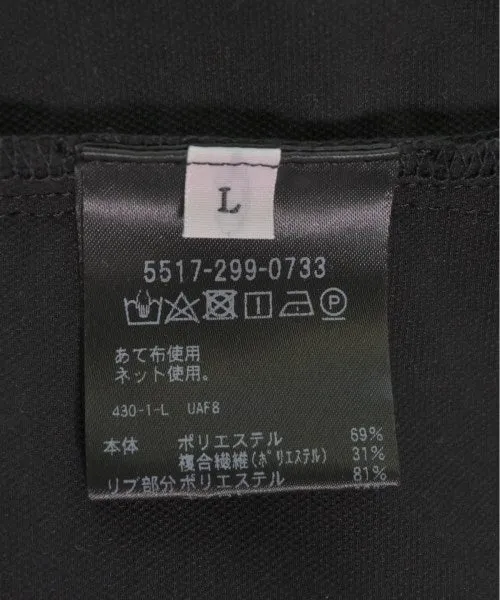 L
5517-299-0733
あて布使用
ネット使用。
430-1-L UAF8
本体 ポリエステル 69%
複合繊維(ポリエステル) 31%
リブ部分 ポリエステル 81%